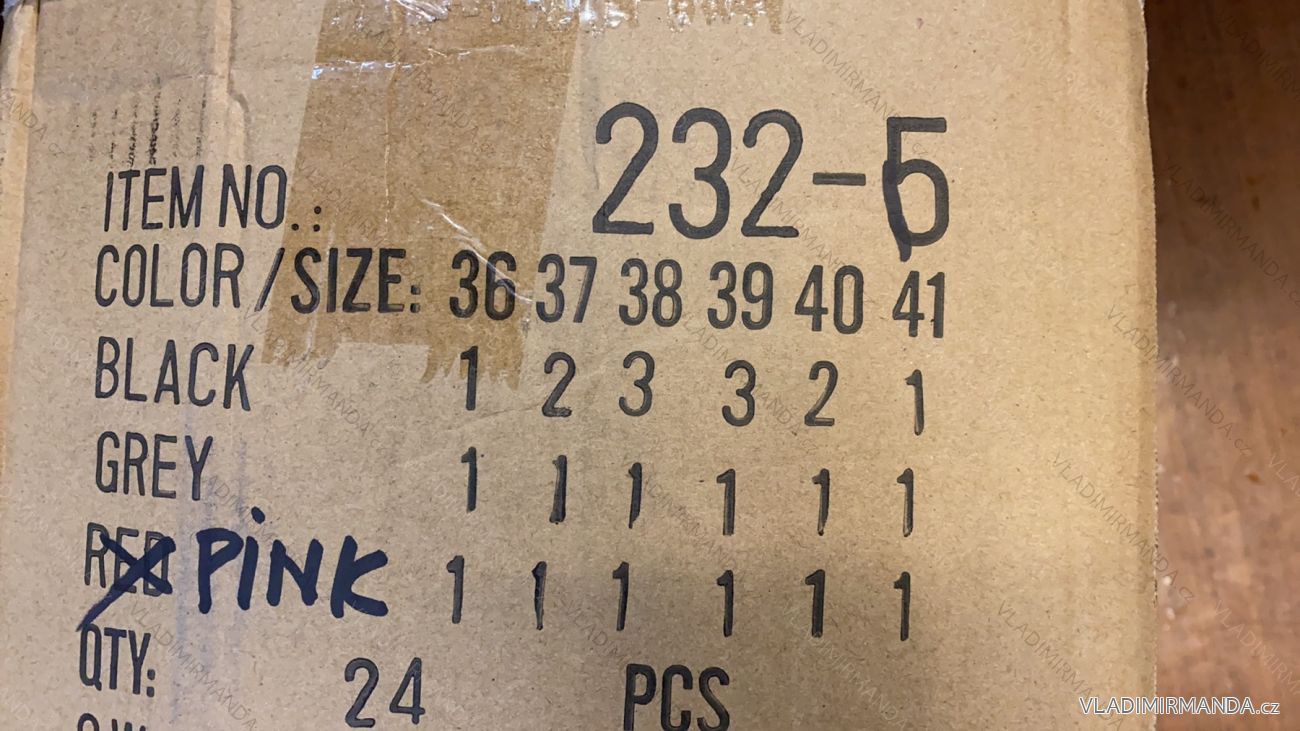 ITEM NO.: 232-5
COLOR/SIZE: 36 37 38 39 40 41
BLACK 1 2 3 3 2 1
GREY 1 1 1 1 1 1
RED PINK 1 1 1 1 1 1
QTY: 24 PCS
VLADIMIRMANDA.cz